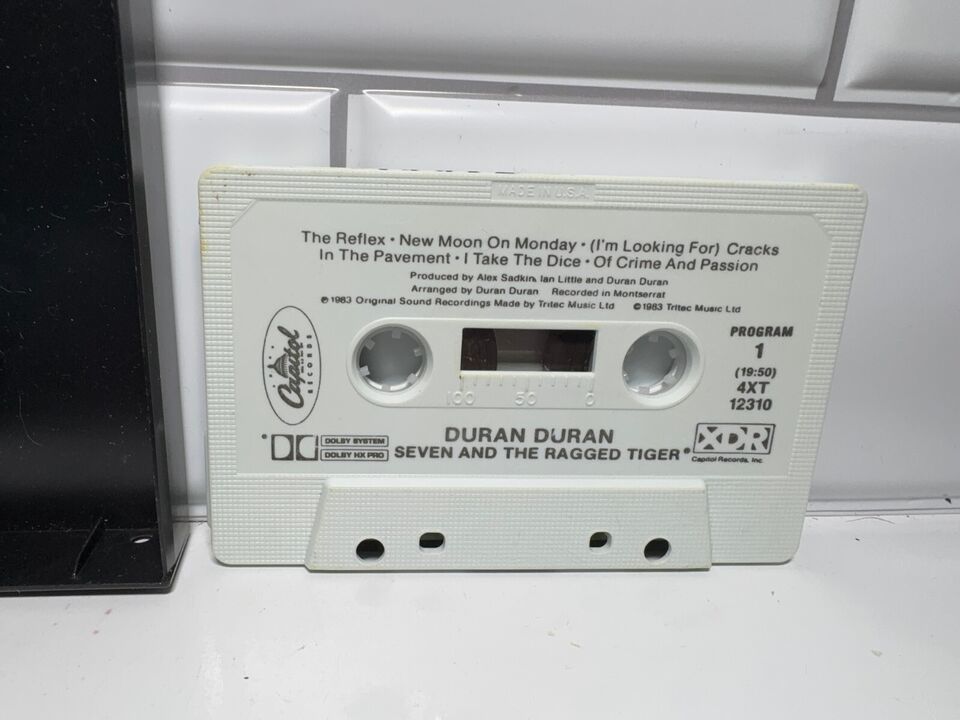 MADE IN U.S.A.
The Reflex • New Moon On Monday • (I'm Looking For) Cracks
In The Pavement • I Take The Dice • Of Crime And Passion
Produced by Alex Sadkin, Ian Little and Duran Duran
Arranged by Duran Duran Recorded in Montserrat
℗ 1983 Original Sound Recordings Made by Tritec Music Ltd ©1983 Tritec Music Ltd
Capitol
RECORDS
PROGRAM
1
(19:50)
4XT
12310
100 50 0
DOLBY SYSTEM
DOLBY HX PRO
DURAN DURAN
SEVEN AND THE RAGGED TIGER
XDR
Capitol Records, Inc.